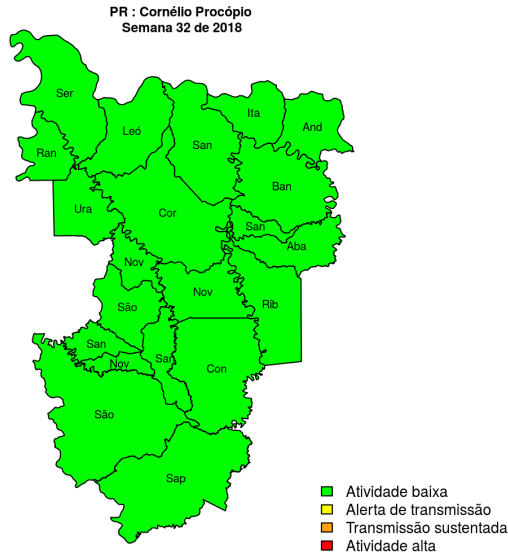 PR : Cornélio Procópio
Semana 32 de 2018
Ser
Leó
Ita
And
San
Ran
Ban
Ura
Cor
San
Aba
Nov
Nov
Rib
São
San
San
Nov
Con
São
Sap
Atividade baixa
Alerta de transmissão
Transmissão sustentada
Atividade alta